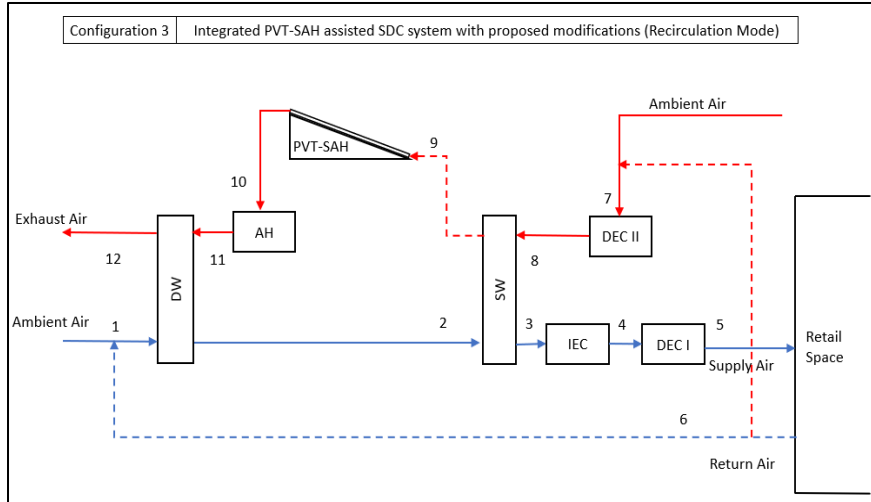 Configuration 3 Integrated PVT-SAH assisted SDC system with proposed modifications (Recirculation Mode)
Ambient Air
PVT-SAH
9
10
7
Exhaust Air
AH
DEC II
12
11
8
DW
SW
Ambient Air
1
2
3
4
5
IEC
DEC I
Retail
Space
Supply Air
6
Return Air